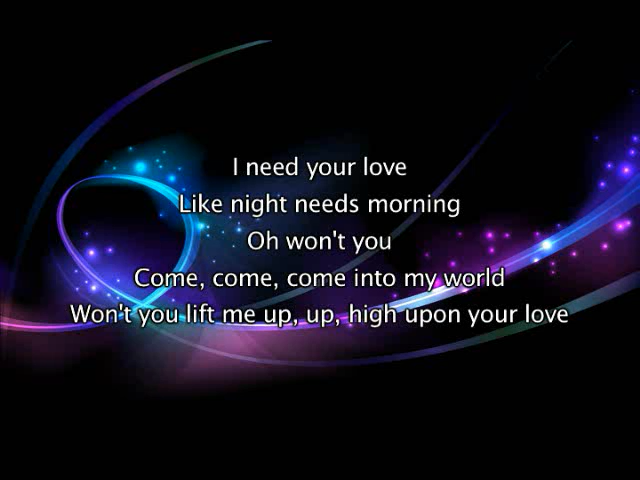 I need your love
Like night needs morning
Oh won't you
Come, come, come into my world
Won't you lift me up, up, high upon your love